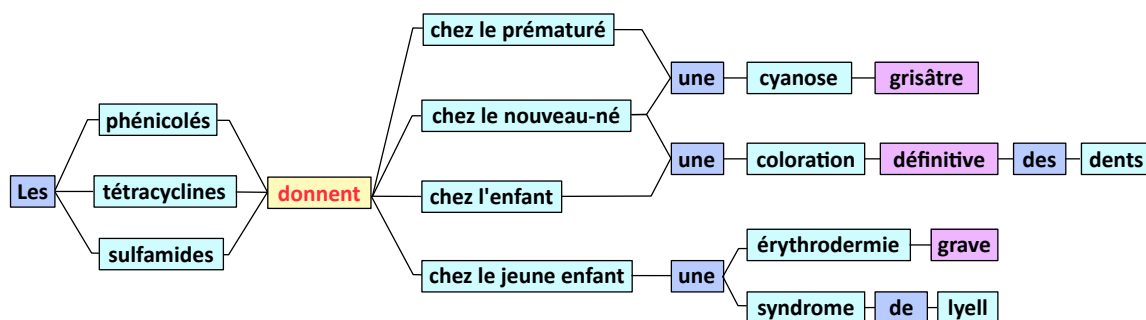 chez le prématuré
une cyanose grisâtre
phénicolés
chez le nouveau-né
une coloration définitive des dents
Les tétracyclines donnent chez l'enfant
sulfamides
érythrodermie grave
chez le jeune enfant une
syndrome de lyell